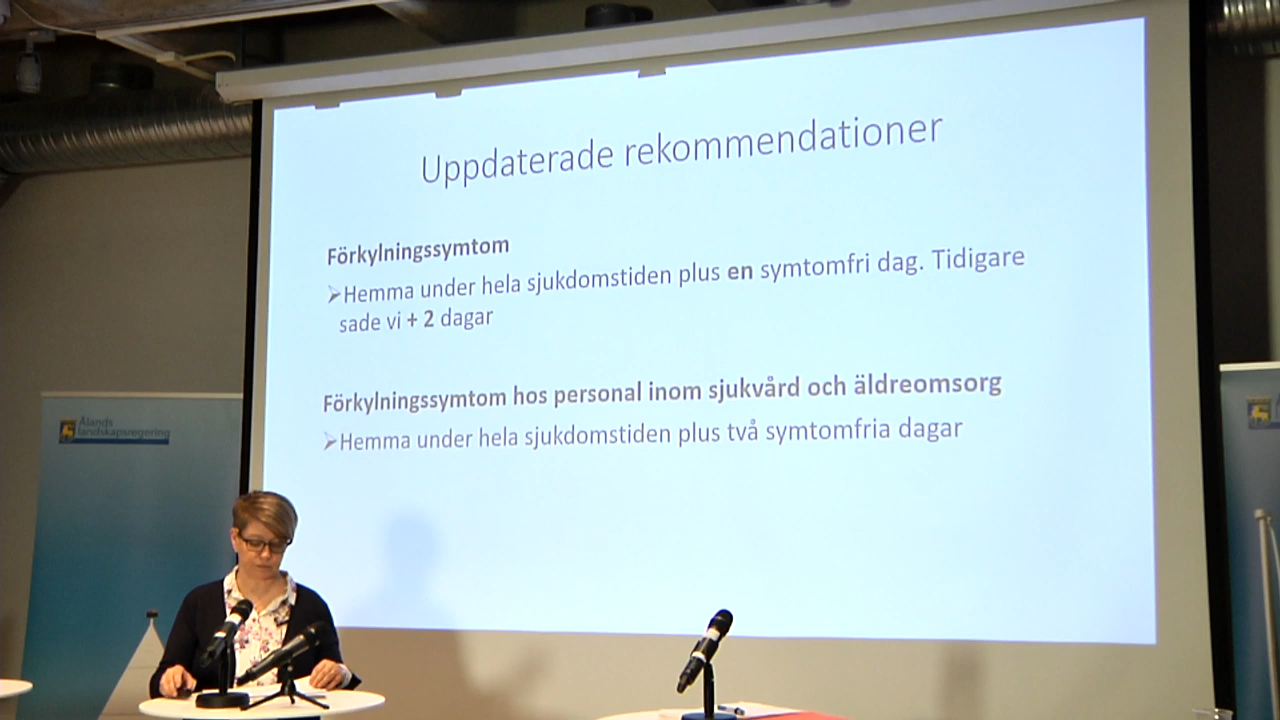 Uppdaterade rekommendationer
Förkylningssymtom
➢Hemma under hela sjukdomstiden plus en symtomfri dag. Tidigare
sade vi + 2 dagar
Förkylningssymtom hos personal inom sjukvård och äldreomsorg
➢Hemma under hela sjukdomstiden plus två symtomfria dagar
Ålands
landskapsregering